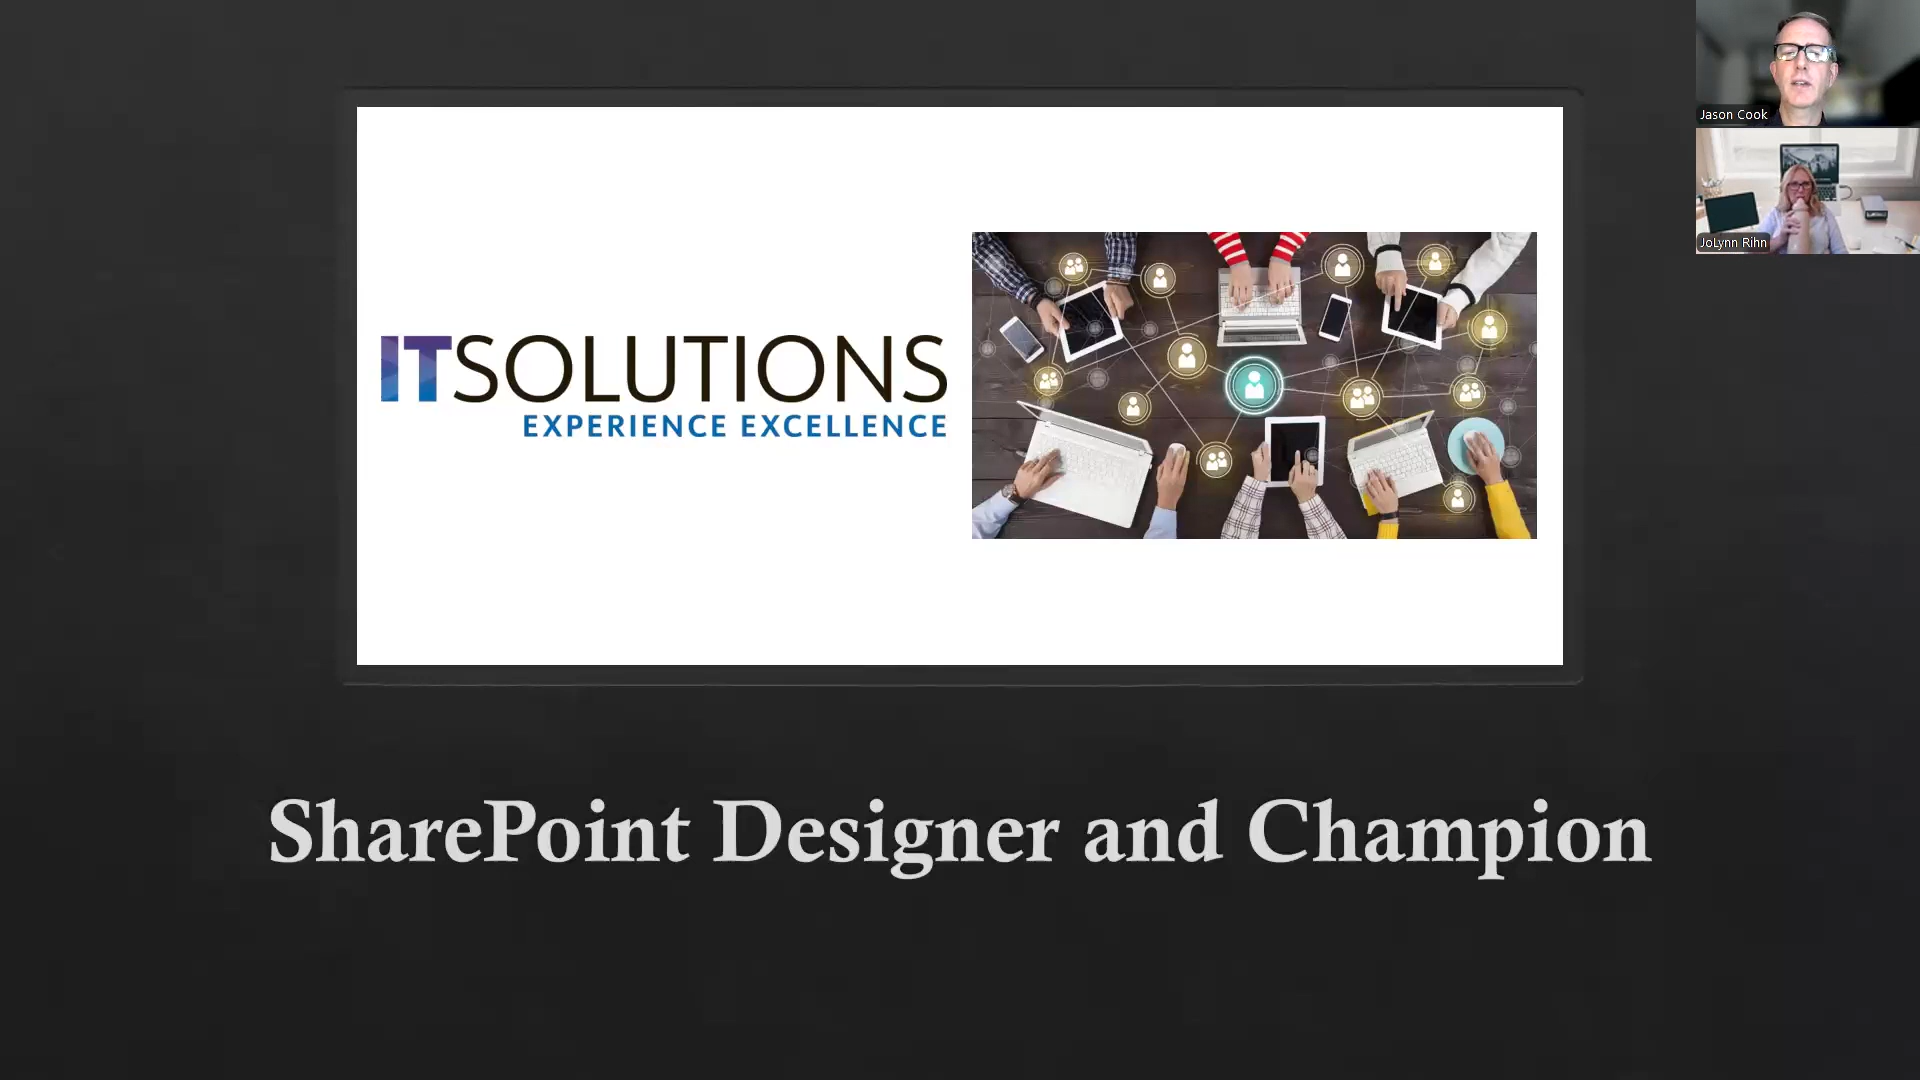 Jason Cook
JoLynn Rihn
ITSOLUTIONS
EXPERIENCE EXCELLENCE
SharePoint Designer and Champion